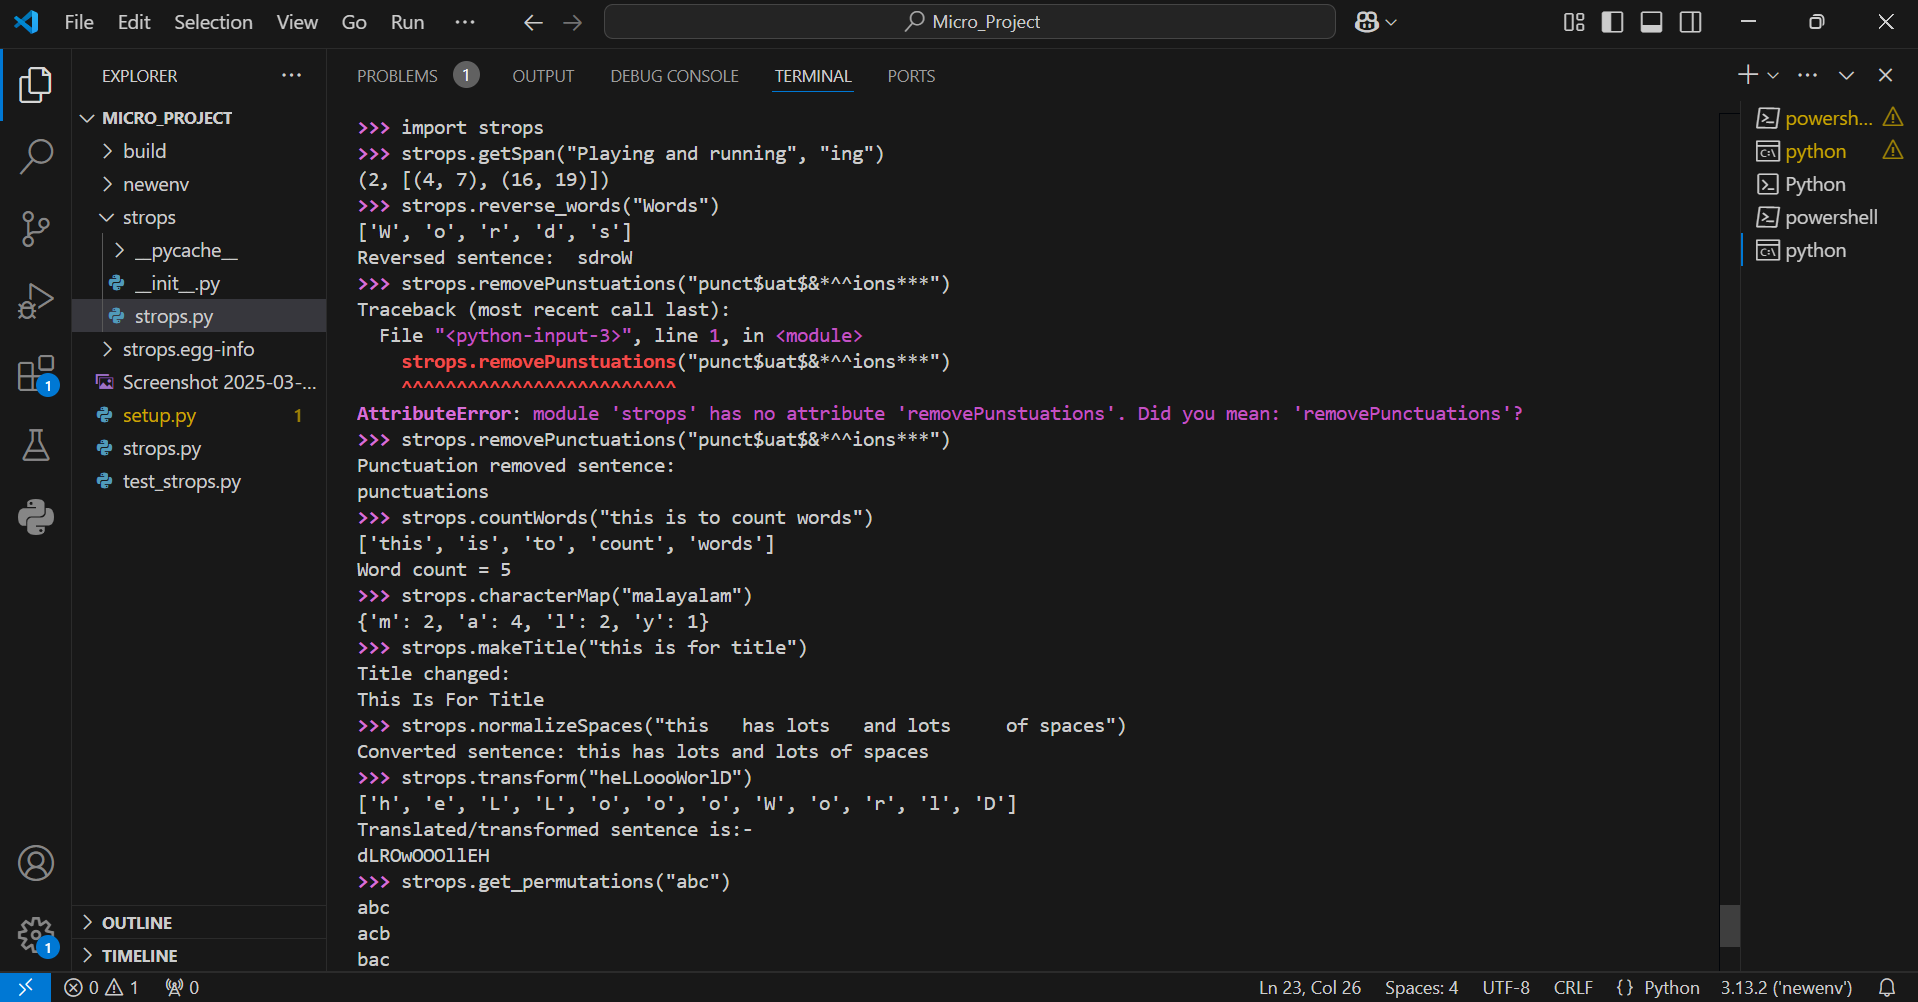 File Edit Selection View Go Run ··· Micro_Project
EXPLORER ···
MICRO_PROJECT
build
newenv
strops
__pycache__
__init__.py
strops.py
strops.egg-info
Screenshot 2025-03-...
setup.py 1
strops.py
test_strops.py
OUTLINE
TIMELINE
1
1
PROBLEMS 1 OUTPUT DEBUG CONSOLE TERMINAL PORTS
>>> import strops
>>> strops.getSpan("Playing and running", "ing")
(2, [(4, 7), (16, 19)])
>>> strops.reverse_words("Words")
['W', 'o', 'r', 'd', 's']
Reversed sentence:  sdroW
>>> strops.removePunstuations("punct$uat$&*^^ions***")
Traceback (most recent call last):
  File "<python-input-3>", line 1, in <module>
    strops.removePunstuations("punct$uat$&*^^ions***")
    ^^^^^^^^^^^^^^^^^^^^^^^^^
AttributeError: module 'strops' has no attribute 'removePunstuations'. Did you mean: 'removePunctuations'?
>>> strops.removePunctuations("punct$uat$&*^^ions***")
Punctuation removed sentence:
punctuations
>>> strops.countWords("this is to count words")
['this', 'is', 'to', 'count', 'words']
Word count = 5
>>> strops.characterMap("malayalam")
{'m': 2, 'a': 4, 'l': 2, 'y': 1}
>>> strops.makeTitle("this is for title")
Title changed:
This Is For Title
>>> strops.normalizeSpaces("this   has lots   and lots     of spaces")
Converted sentence: this has lots and lots of spaces
>>> strops.transform("heLLoooWorlD")
['h', 'e', 'L', 'L', 'o', 'o', 'o', 'W', 'o', 'r', 'l', 'D']
Translated/transformed sentence is:-
dLROwOOOllEH
>>> strops.get_permutations("abc")
abc
acb
bac
powersh...
python
Python
powershell
python
0 1 0 Ln 23, Col 26 Spaces: 4 UTF-8 CRLF {} Python 3.13.2 ('newenv')